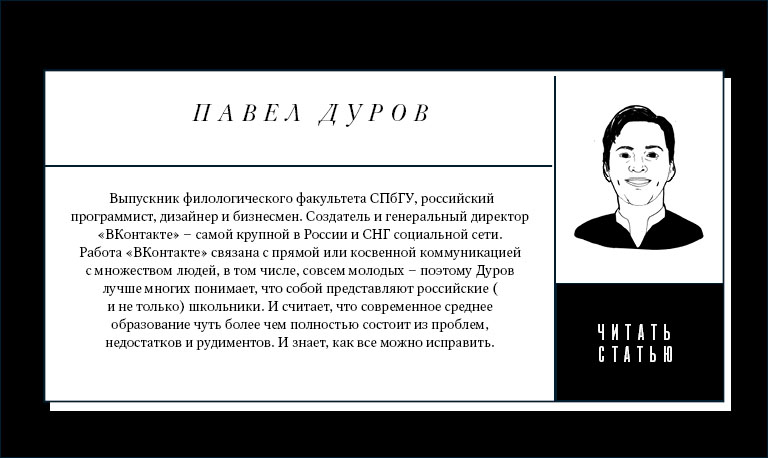 ПАВЕЛ ДУРОВ
Выпускник филологического факультета СПбГУ, российский
программист, дизайнер и бизнесмен. Создатель и генеральный директор
«ВКонтакте» – самой крупной в России и СНГ социальной сети.
Работа «ВКонтакте» связана с прямой или косвенной коммуникацией
с множеством людей, в том числе, совсем молодых – поэтому Дуров
лучше многих понимает, что собой представляют российские (
и не только) школьники. И считает, что современное среднее
образование чуть более чем полностью состоит из проблем,
недостатков и рудиментов. И знает, как все можно исправить.
ЧИТАТЬ
СТАТЬЮ